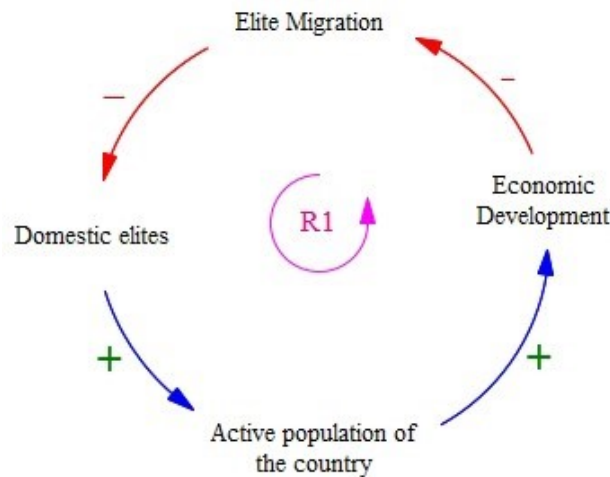 Elite Migration
–
–
Economic
Development
R1
Domestic elites
+
+
Active population of
the country